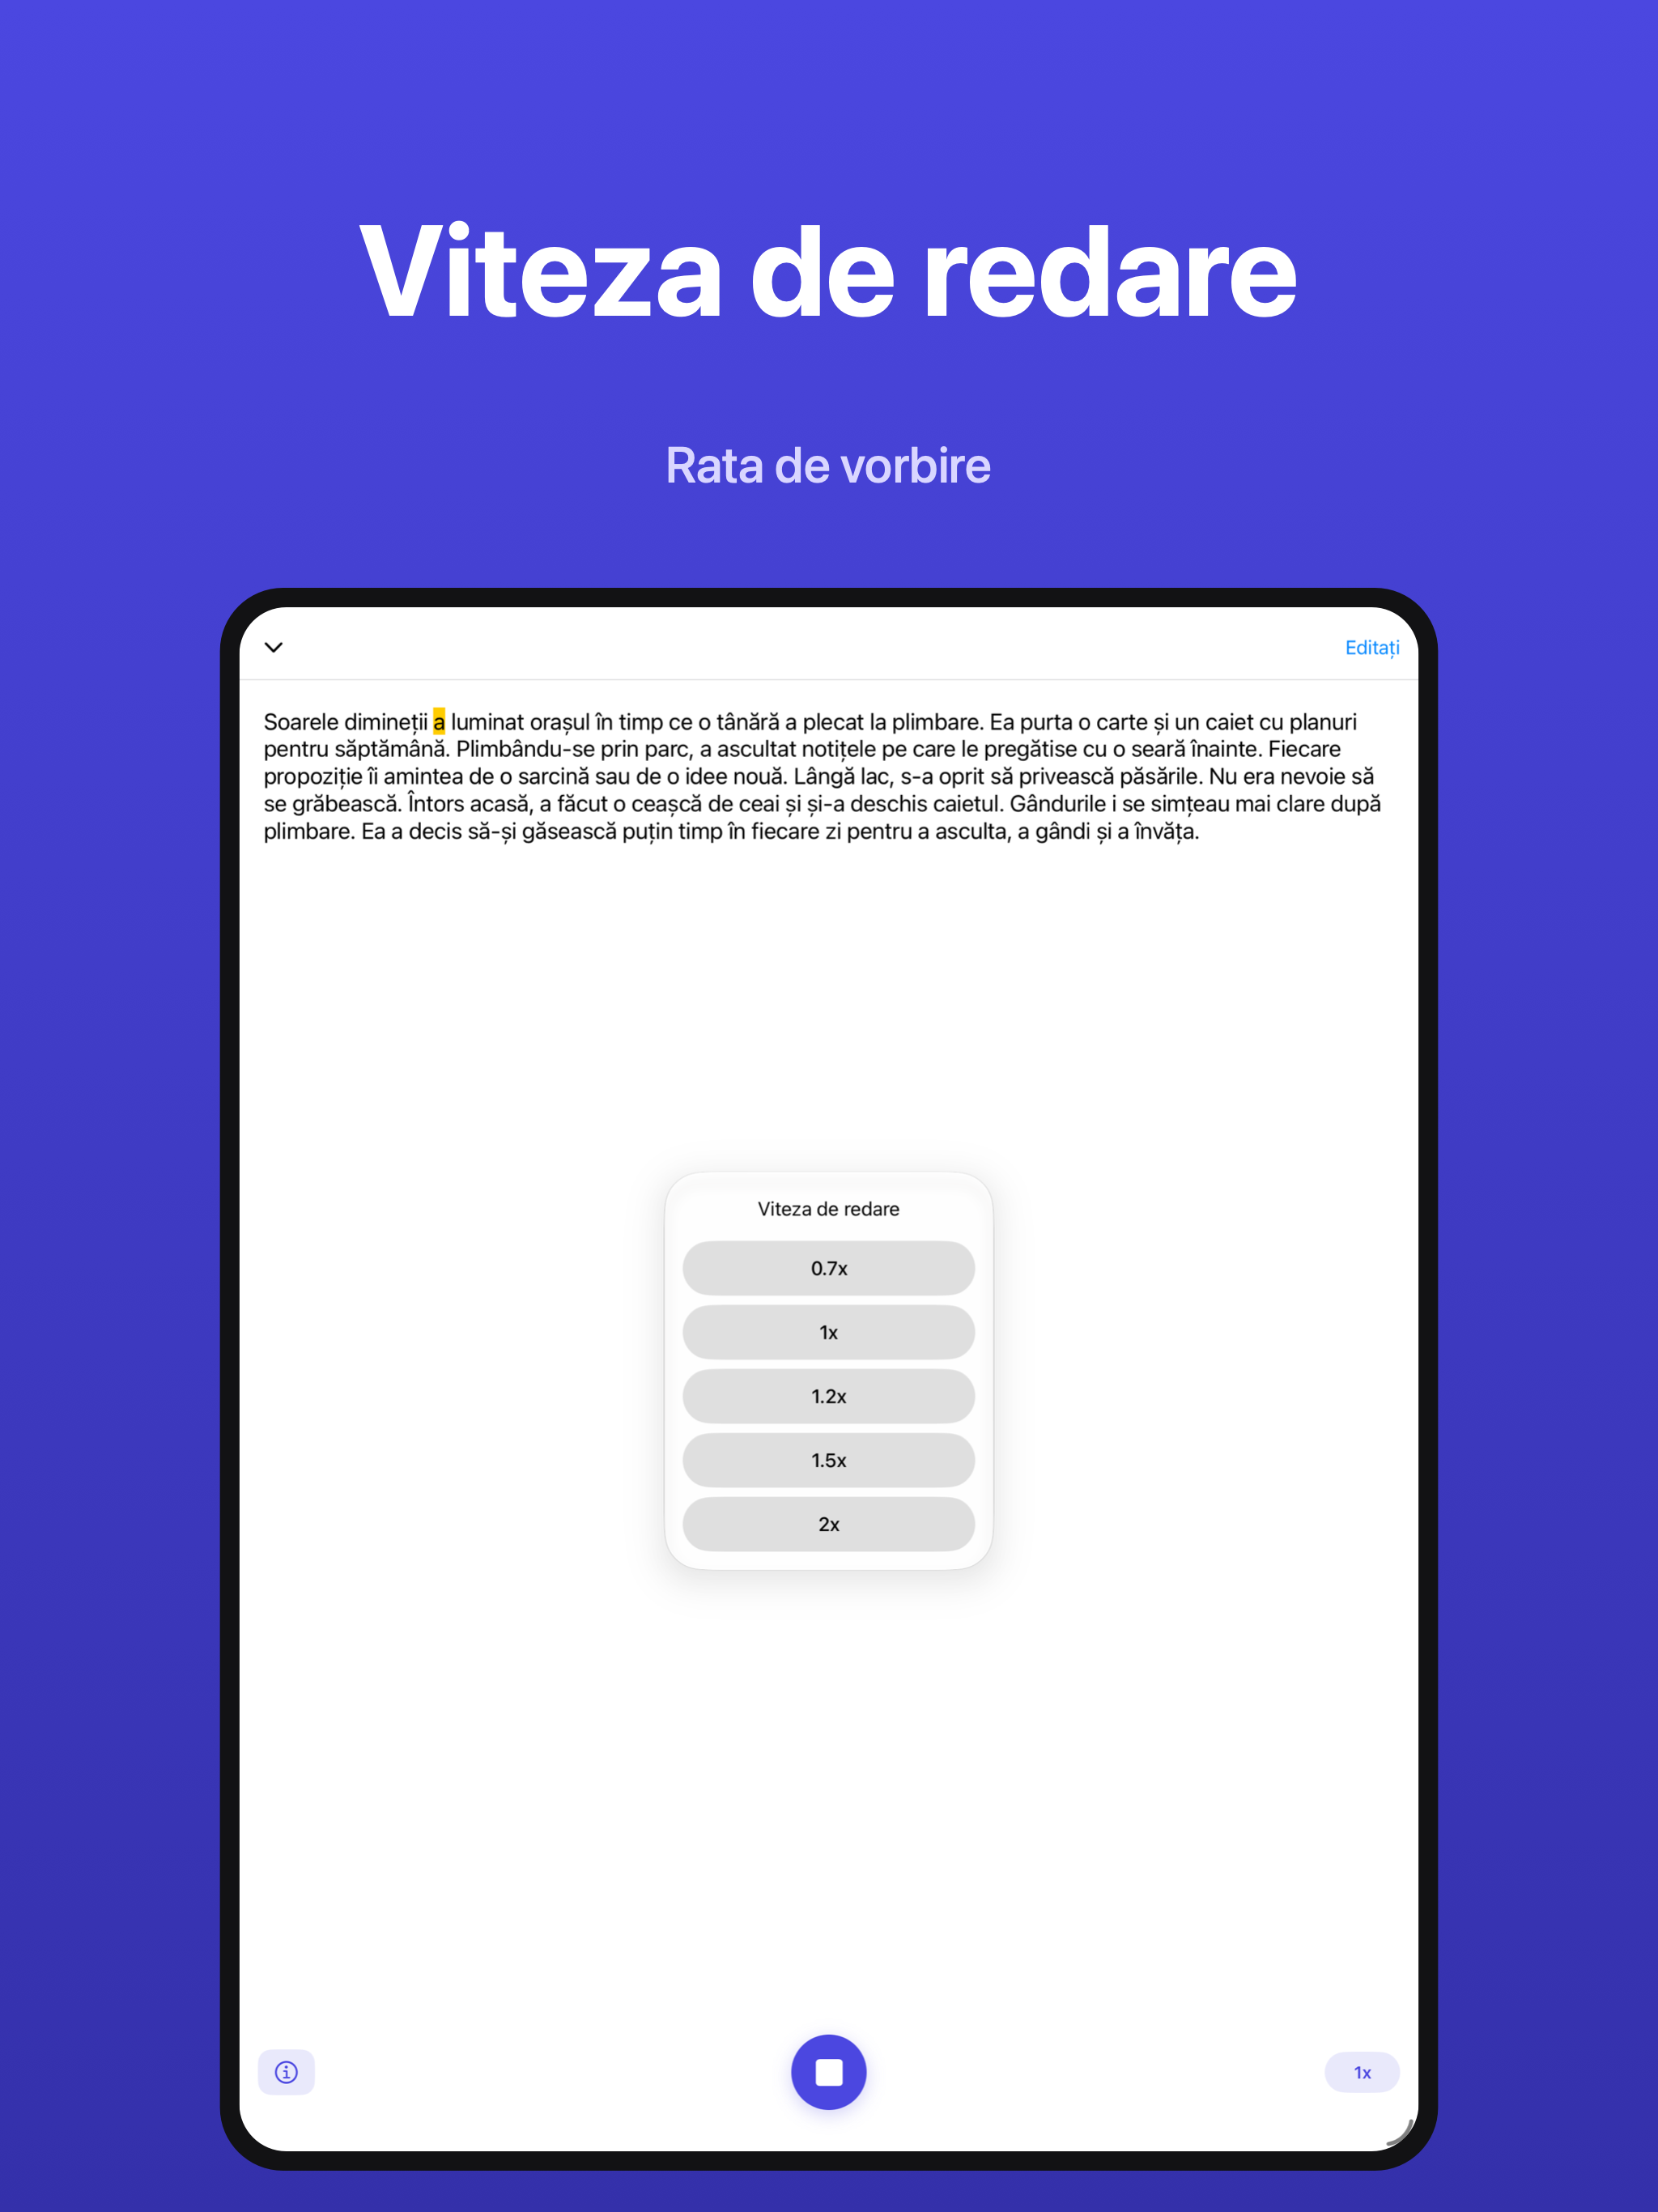 Viteza de redare
Rata de vorbire
Editați
Soarele dimineții a luminat orașul în timp ce o tânără a plecat la plimbare. Ea purta o carte și un caiet cu planuri
pentru săptămână. Plimbându-se prin parc, a ascultat notițele pe care le pregătise cu o seară înainte. Fiecare
propoziție îi amintea de o sarcină sau de o idee nouă. Lângă lac, s-a oprit să privească păsările. Nu era nevoie să
se grăbească. Întors acasă, a făcut o ceașcă de ceai și și-a deschis caietul. Gândurile i se simțeau mai clare după
plimbare. Ea a decis să-și găsească puțin timp în fiecare zi pentru a asculta, a gândi și a învăța.
Viteza de redare
0.7x
1x
1.2x
1.5x
2x
1x